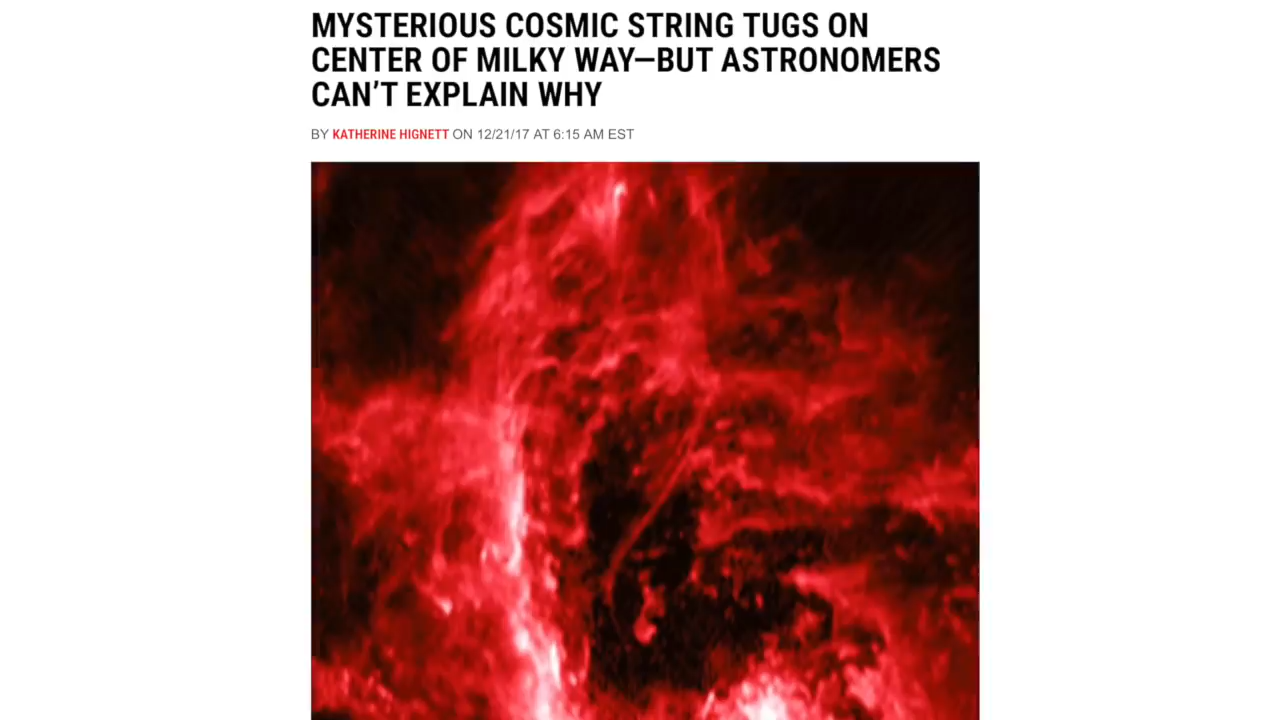 MYSTERIOUS COSMIC STRING TUGS ON
CENTER OF MILKY WAY—BUT ASTRONOMERS
CAN’T EXPLAIN WHY
BY KATHERINE HIGNETT ON 12/21/17 AT 6:15 AM EST